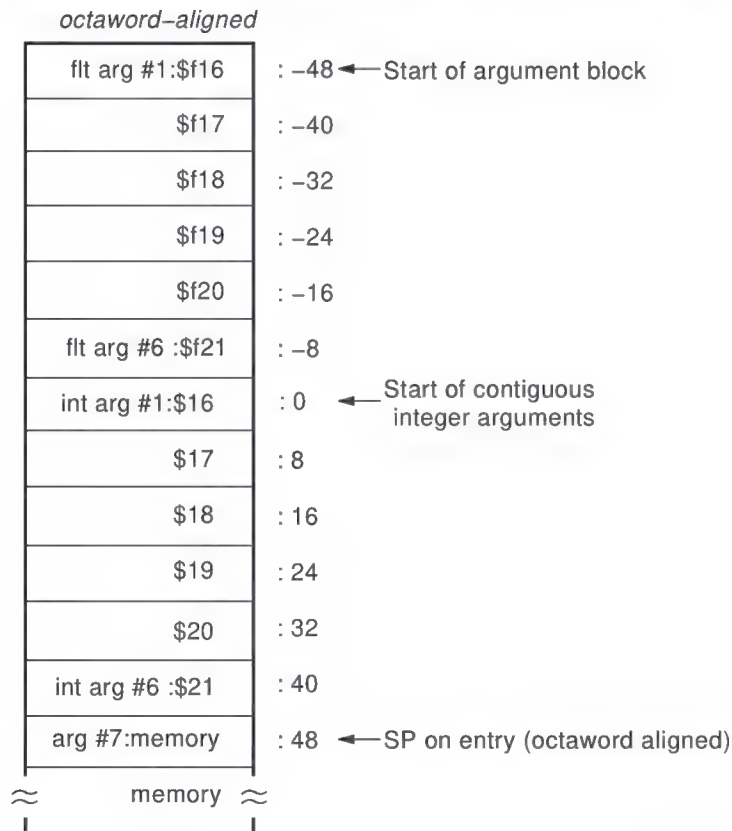 octaword–aligned
flt arg #1:$f16 : –48 Start of argument block
$f17 : –40
$f18 : –32
$f19 : –24
$f20 : –16
flt arg #6 :$f21 : –8
int arg #1:$16 : 0 Start of contiguous
integer arguments
$17 : 8
$18 : 16
$19 : 24
$20 : 32
int arg #6 :$21 : 40
arg #7:memory : 48 SP on entry (octaword aligned)
memory